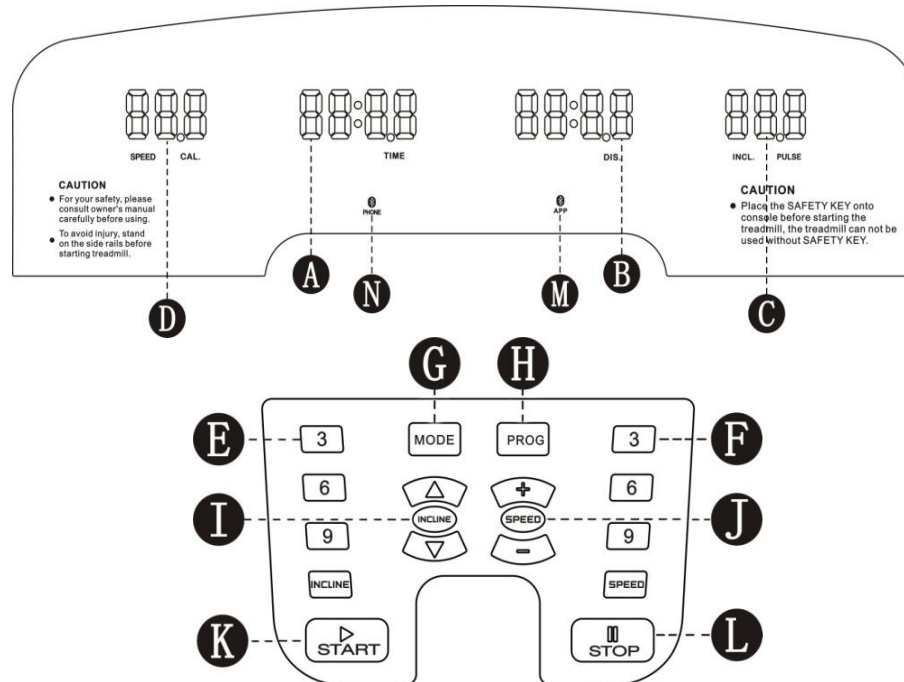 SPEED CAL.
TIME
DIS.
INCL. PULSE
CAUTION
● For your safety, please
consult owner's manual
carefully before using.
● To avoid injury, stand
on the side rails before
starting treadmill.
PHONE
APP
CAUTION
● Place the SAFETY KEY onto
console before starting the
treadmill, the treadmill can not be
used without SAFETY KEY.
A
N
M
B
D
C
G
H
E
3
MODE
PROG
3
F
6
6
I
INCLINE
SPEED
J
9
9
INCLINE
SPEED
K
START
STOP
L